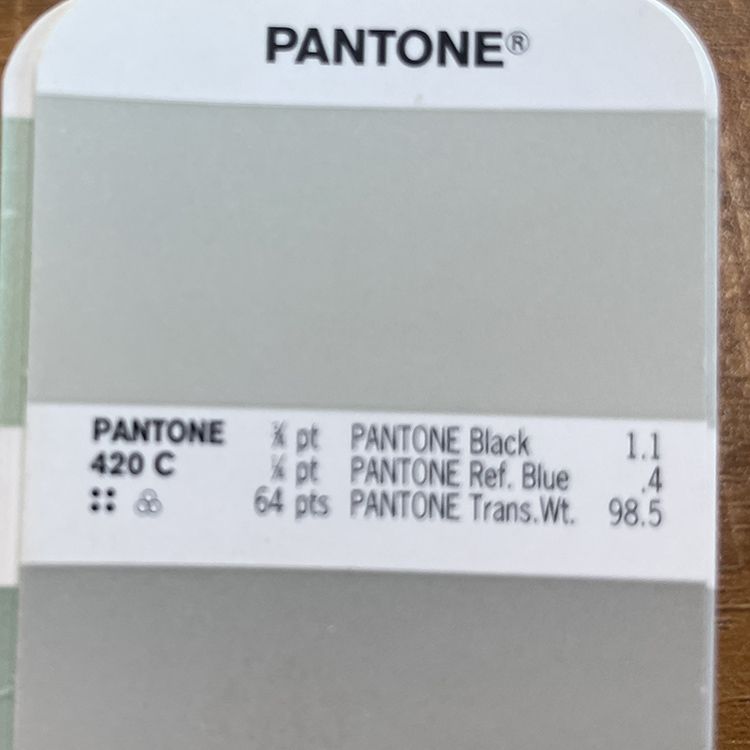 PANTONE®
PANTONE ¾ pt PANTONE Black 1.1
420 C ¼ pt PANTONE Ref. Blue .4
64 pts PANTONE Trans.Wt. 98.5